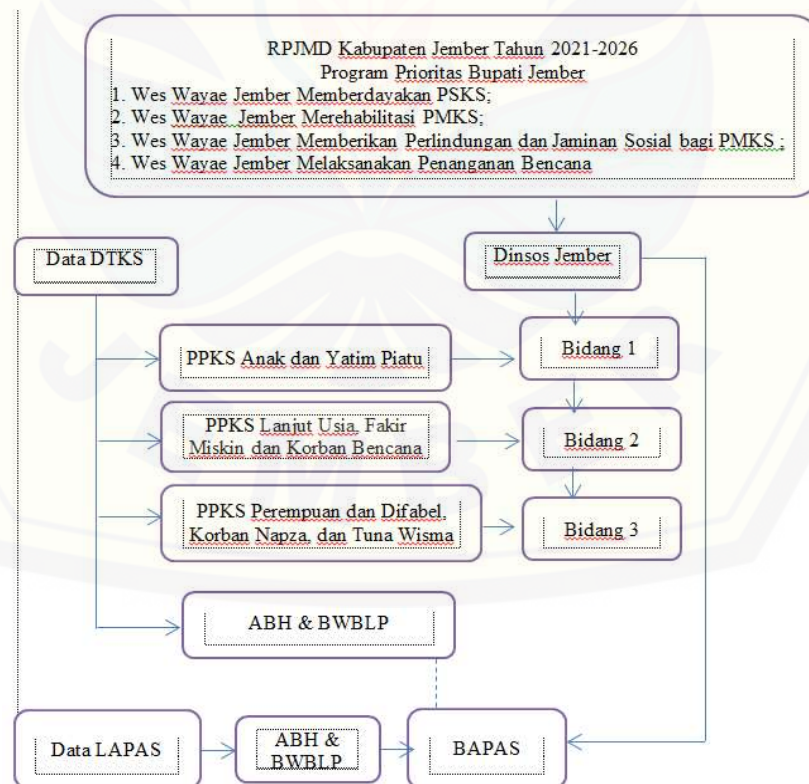 RPJMD Kabupaten Jember Tahun 2021-2026
Program Prioritas Bupati Jember
1. Wes Wayae Jember Memberdayakan PSKS;
2. Wes Wayae Jember Merehabilitasi PMKS;
3. Wes Wayae Jember Memberikan Perlindungan dan Jaminan Sosial bagi PMKS ;
4. Wes Wayae Jember Melaksanakan Penanganan Bencana
Data DTKS
Dinsos Jember
PPKS Anak dan Yatim Piatu
Bidang 1
PPKS Lanjut Usia, Fakir
Miskin dan Korban Bencana
Bidang 2
PPKS Perempuan dan Difabel,
Korban Napza, dan Tuna Wisma
Bidang 3
ABH & BWBLP
Data LAPAS
ABH &
BWBLP
BAPAS